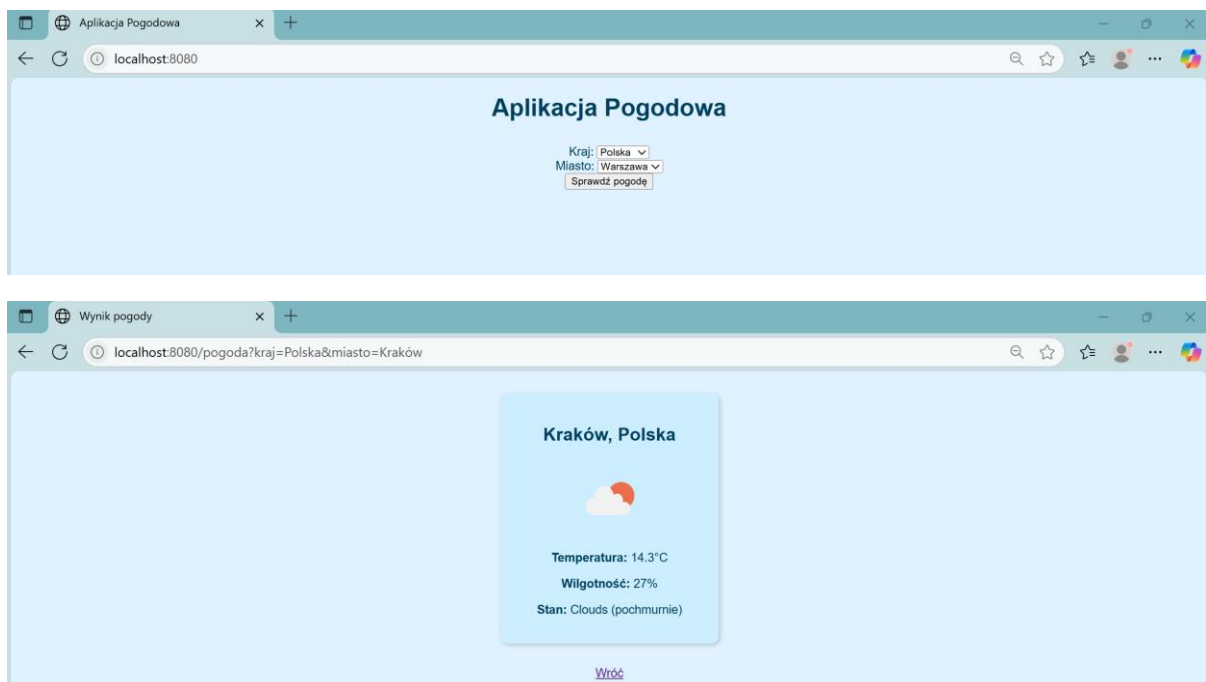 Aplikacja Pogodowa
localhost:8080
Aplikacja Pogodowa
Kraj: Polska
Miasto: Warszawa
Sprawdź pogodę
Wynik pogody
localhost:8080/pogoda?kraj=Polska&miasto=Kraków
Kraków, Polska
Temperatura: 14.3°C
Wilgotność: 27%
Stan: Clouds (pochmurnie)
Wróć